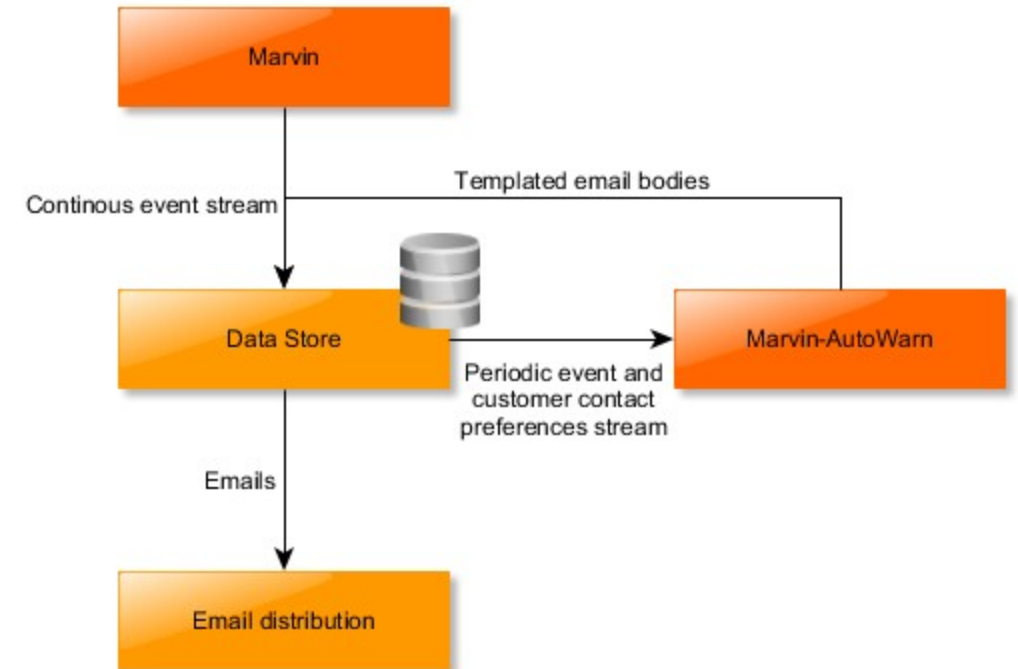 Marvin
Templated email bodies
Continous event stream
Data Store
Marvin-AutoWarn
Periodic event and
customer contact
preferences stream
Emails
Email distribution